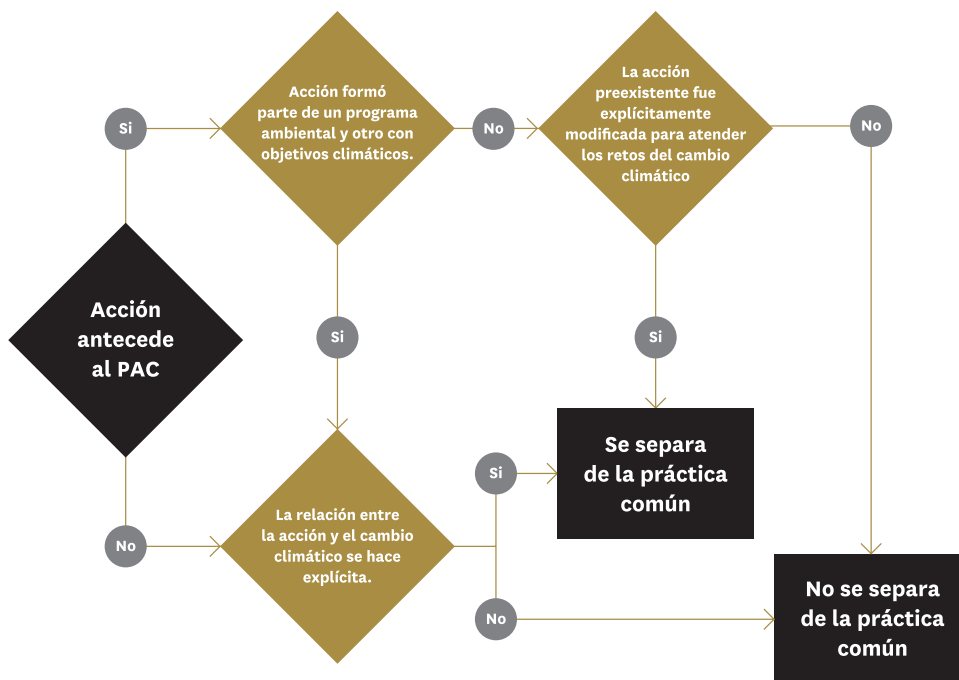 Acción formó
parte de un programa
ambiental y otro con
objetivos climáticos.
La acción
preexistente fue
explícitamente
modificada para atender
los retos del cambio
climático
Si
No
No
Acción
antecede
al PAC
Si
Si
Se separa
de la práctica
común
Si
No
La relación entre
la acción y el cambio
climático se hace
explícita.
No
No se separa
de la práctica
común